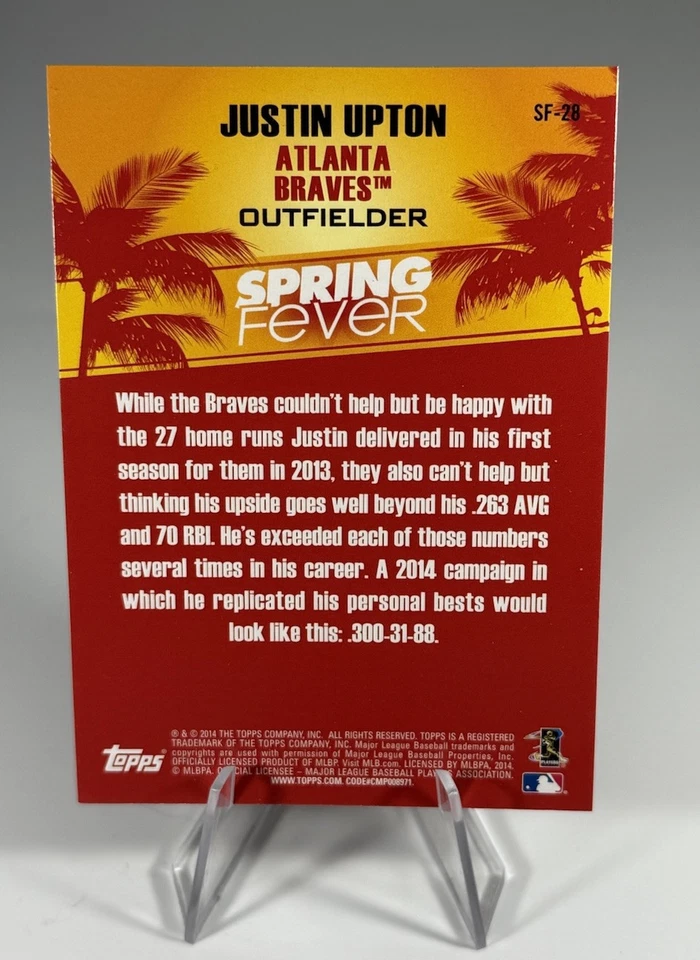 JUSTIN UPTON
SF-28
ATLANTA
BRAVES™
OUTFIELDER
SPRING
FEVER
While the Braves couldn't help but be happy with
the 27 home runs Justin delivered in his first
season for them in 2013, they also can't help but
thinking his upside goes well beyond his .263 AVG
and 70 RBI. He's exceeded each of those numbers
several times in his career. A 2014 campaign in
which he replicated his personal bests would
look like this: .300-31-88.
® & © 2014 THE TOPPS COMPANY, INC. ALL RIGHTS RESERVED. TOPPS IS A REGISTERED
TRADEMARK OF THE TOPPS COMPANY, INC. Major League Baseball trademarks and
copyrights are used with permission of Major League Baseball Properties, Inc.
OFFICIALLY LICENSED PRODUCT OF MLBP. Visit MLB.com. LICENSED BY MLBPA, 2014.
© MLBPA. OFFICIAL LICENSEE – MAJOR LEAGUE BASEBALL PLAYERS ASSOCIATION.
WWW.TOPPS.COM. CODE#CMP008971.
TOPPS
PLAYERS